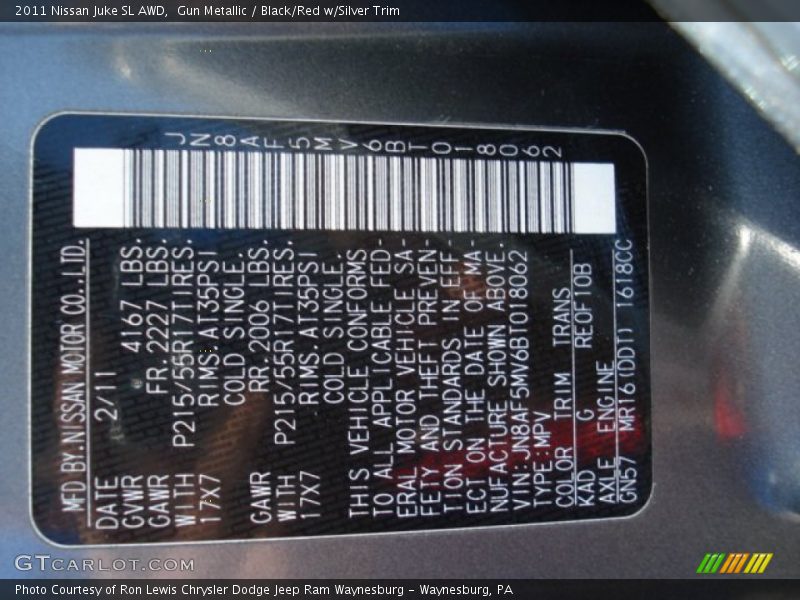 2011 Nissan Juke SL AWD,  Gun Metallic / Black/Red w/Silver Trim
JN8AF5MV6BT018062
MFD BY.NISSAN MOTOR CO.,LTD.
DATE 2/11
GVWR 4167 LBS.
GAWR FR.2227 LBS.
WITH P215/55R17TIRES.
17X7 RIMS.AT35PSI
COLD SINGLE.
GAWR RR.2006 LBS.
WITH P215/55R17TIRES.
17X7 RIMS AT35PSI
COLD SINGLE.
THIS VEHICLE CONFORMS
TO ALL APPLICABLE FED-
ERAL MOTOR VEHICLE SA-
FETY AND THEFT PREVEN-
TION STANDARDS IN EFF-
ECT ON THE DATE OF MA-
NUFACTURE SHOWN ABOVE.
VIN:JN8AF5MV6BT018062
TYPE:MPV
COLOR TRIM TRANS
KAD G REOF10B
AXLE ENGINE
GN57 MR16(DDT) 1618CC
GTCARLOT.COM
Photo Courtesy of Ron Lewis Chrysler Dodge Jeep Ram Waynesburg – Waynesburg, PA